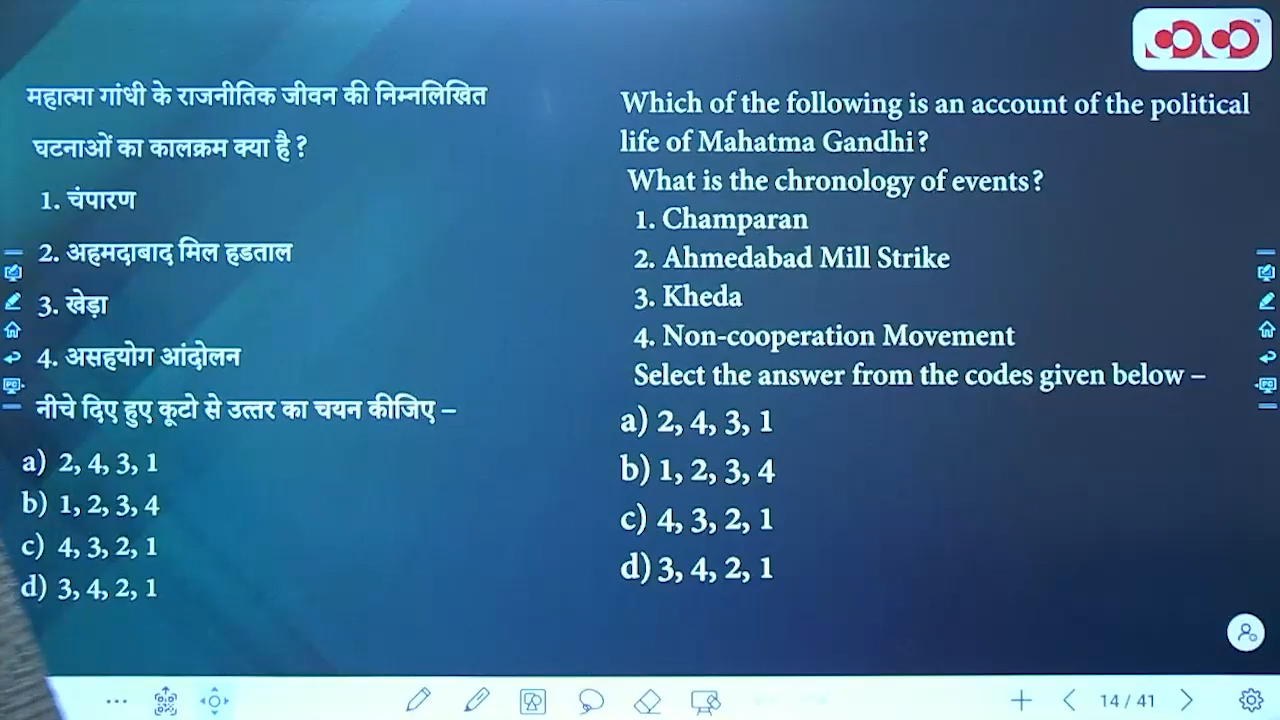 महात्मा गांधी के राजनीतिक जीवन की निम्नलिखित
घटनाओं का कालक्रम क्या है ?
1. चंपारण
2. अहमदाबाद मिल हडताल
3. खेड़ा
4. असहयोग आंदोलन
नीचे दिए हुए कूटो से उत्तर का चयन कीजिए –
a) 2, 4, 3, 1
b) 1, 2, 3, 4
c) 4, 3, 2, 1
d) 3, 4, 2, 1
Which of the following is an account of the political
life of Mahatma Gandhi?
What is the chronology of events?
1. Champaran
2. Ahmedabad Mill Strike
3. Kheda
4. Non-cooperation Movement
Select the answer from the codes given below –
a) 2, 4, 3, 1
b) 1, 2, 3, 4
c) 4, 3, 2, 1
d) 3, 4, 2, 1
14 / 41